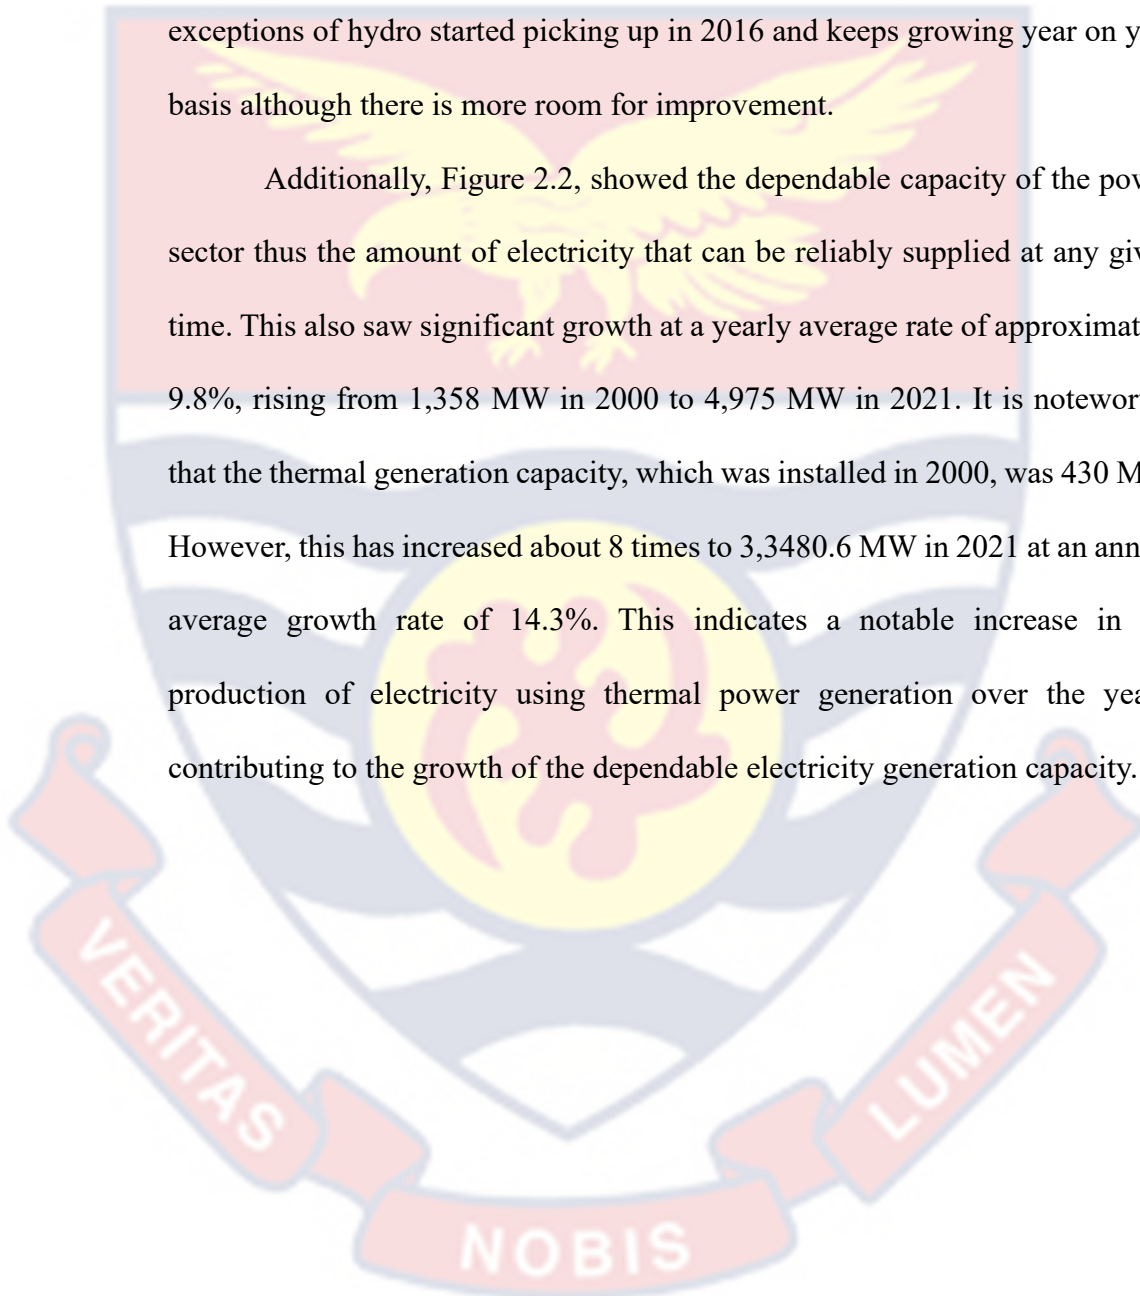 exceptions of hydro started picking up in 2016 and keeps growing year on y
basis although there is more room for improvement.
Additionally, Figure 2.2, showed the dependable capacity of the pow
sector thus the amount of electricity that can be reliably supplied at any giv
time. This also saw significant growth at a yearly average rate of approximat
9.8%, rising from 1,358 MW in 2000 to 4,975 MW in 2021. It is notewor
that the thermal generation capacity, which was installed in 2000, was 430 M
However, this has increased about 8 times to 3,3480.6 MW in 2021 at an ann
average growth rate of 14.3%. This indicates a notable increase in
production of electricity using thermal power generation over the yea
contributing to the growth of the dependable electricity generation capacity.
VERITAS
NOBIS
LUMEN